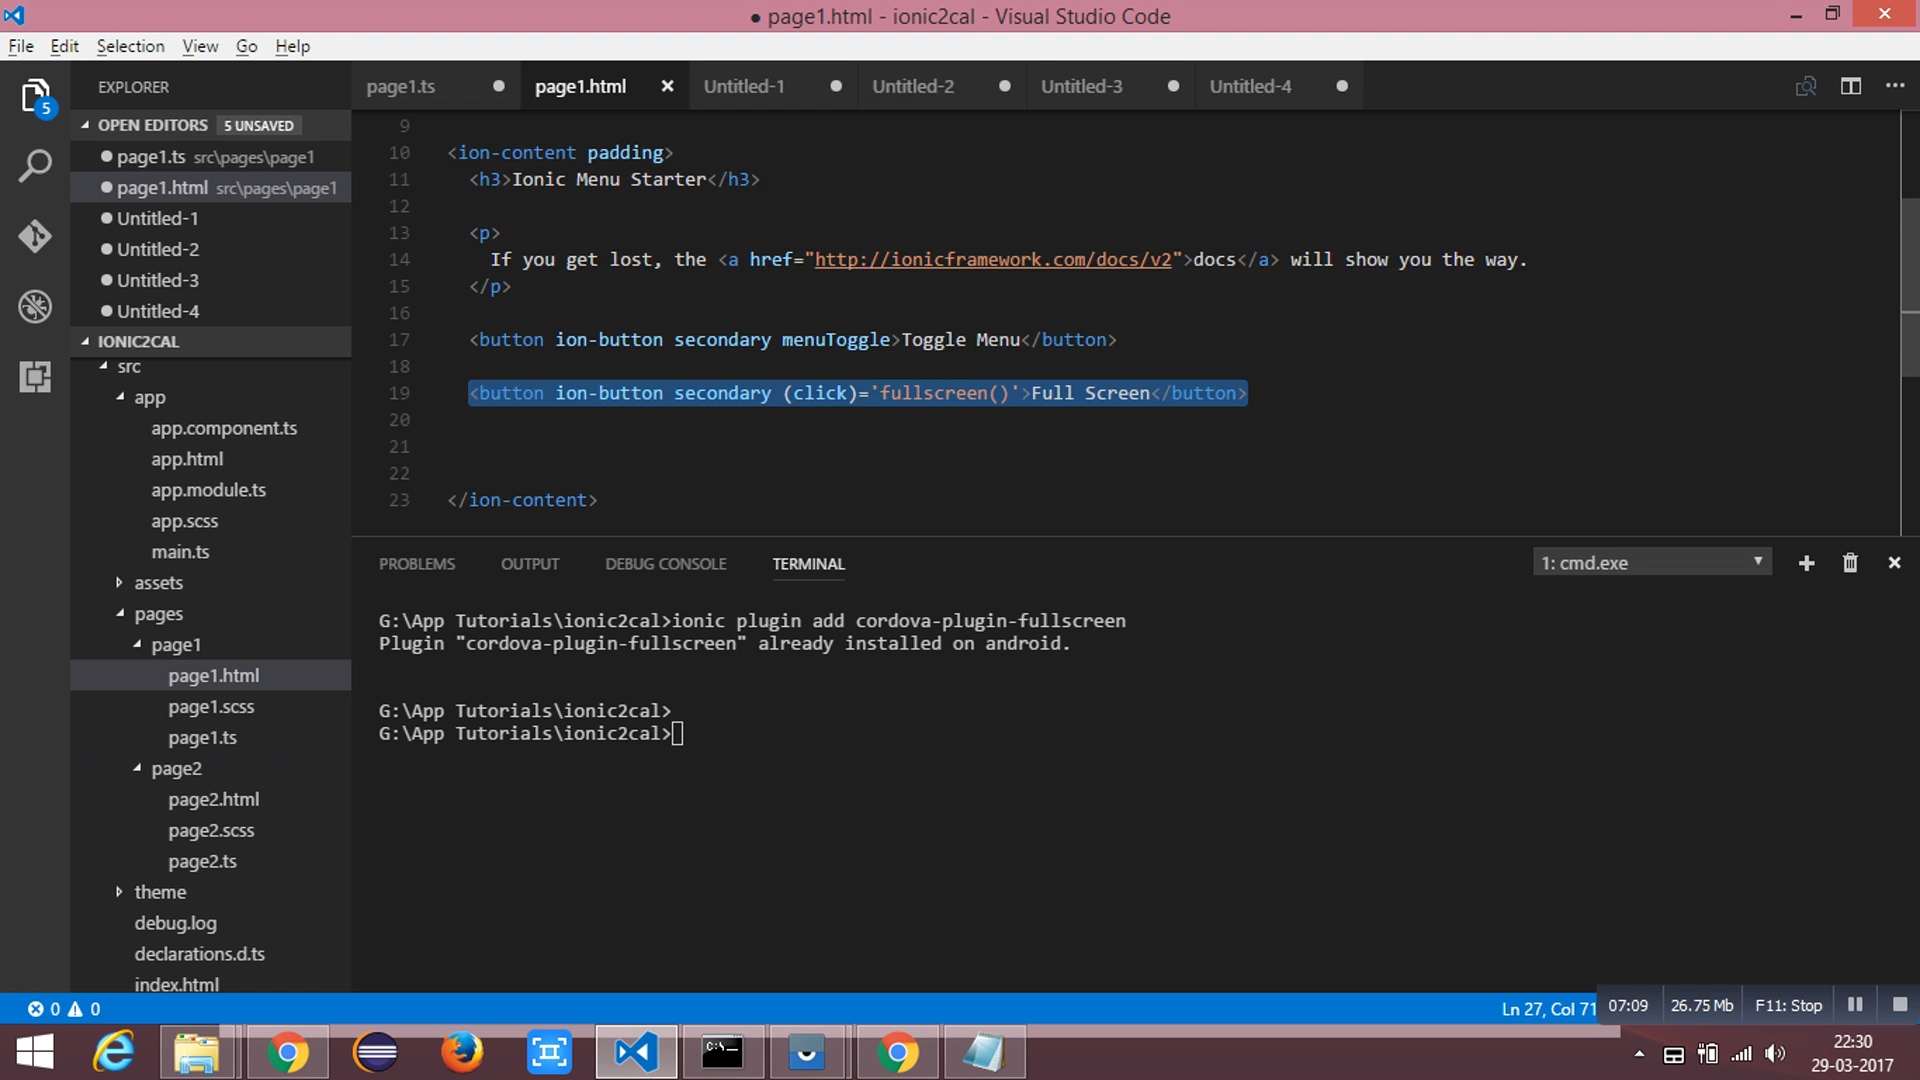 ● page1.html - ionic2cal - Visual Studio Code
File Edit Selection View Go Help
EXPLORER
page1.ts page1.html Untitled-1 Untitled-2 Untitled-3 Untitled-4
5
OPEN EDITORS 5 UNSAVED
page1.ts src\pages\page1
page1.html src\pages\page1
Untitled-1
Untitled-2
Untitled-3
Untitled-4
IONIC2CAL
src
app
app.component.ts
app.html
app.module.ts
app.scss
main.ts
assets
pages
page1
page1.html
page1.scss
page1.ts
page2
page2.html
page2.scss
page2.ts
theme
debug.log
declarations.d.ts
index.html
9
10 <ion-content padding>
11 <h3>Ionic Menu Starter</h3>
12
13 <p>
14 If you get lost, the <a href="http://ionicframework.com/docs/v2">docs</a> will show you the way.
15 </p>
16
17 <button ion-button secondary menuToggle>Toggle Menu</button>
18
19 <button ion-button secondary (click)='fullscreen()'>Full Screen</button>
20
21
22
23 </ion-content>
PROBLEMS OUTPUT DEBUG CONSOLE TERMINAL
1: cmd.exe
G:\App Tutorials\ionic2cal>ionic plugin add cordova-plugin-fullscreen
Plugin "cordova-plugin-fullscreen" already installed on android.
G:\App Tutorials\ionic2cal>
G:\App Tutorials\ionic2cal>
0 0
Ln 27, Col 71
07:09 26.75 Mb F11: Stop
22:30
29-03-2017